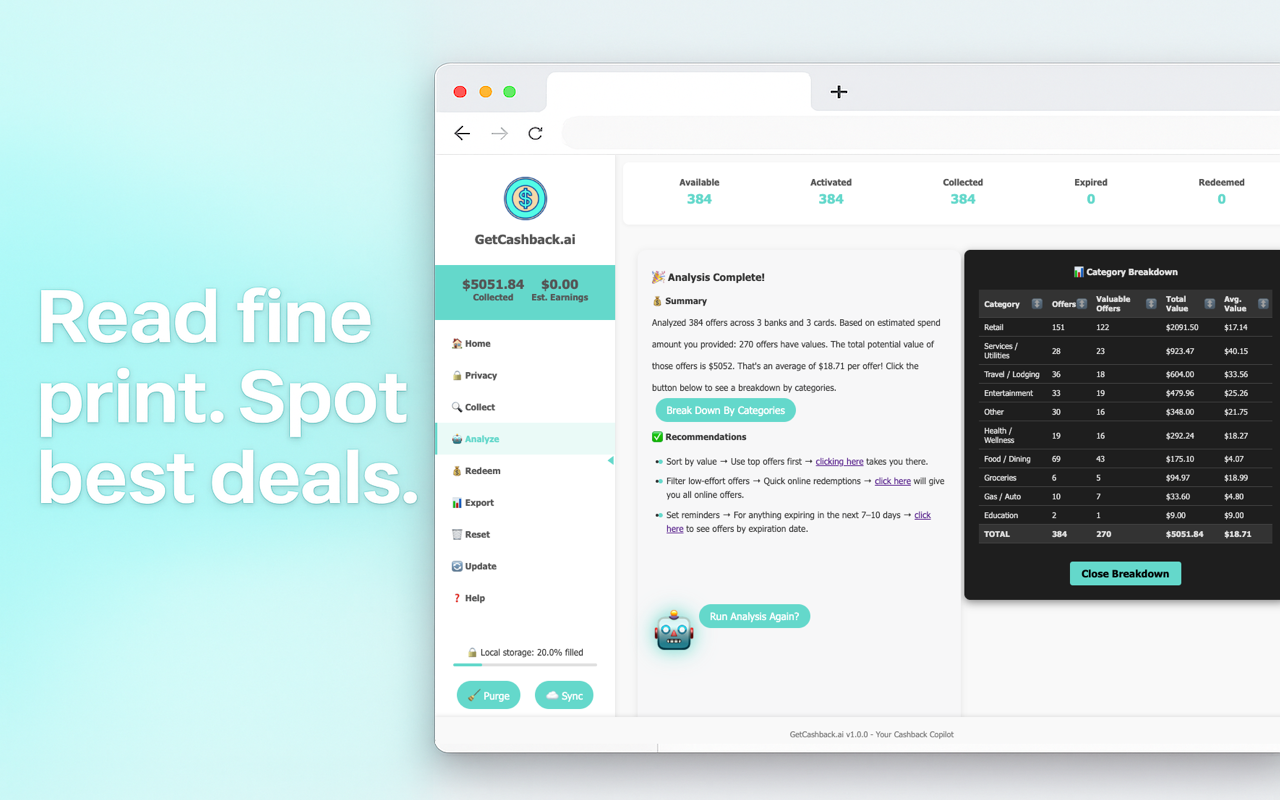 Read fine
print. Spot
best deals.
GetCashback.ai
$5051.84 $0.00
Collected Est. Earnings
🏠 Home
🔒 Privacy
🔍 Collect
🤖 Analyze
💰 Redeem
📊 Export
🗑️ Reset
🔄 Update
❓ Help
🔒 Local storage: 20.0% filled
🧹 Purge ☁️ Sync
Available Activated Collected Expired Redeemed
384 384 384 0 0
🎉 Analysis Complete!
💰 Summary
Analyzed 384 offers across 3 banks and 3 cards. Based on estimated spend
amount you provided: 270 offers have values. The total potential value of
those offers is $5052. That's an average of $18.71 per offer! Click the
button below to see a breakdown by categories.
Break Down By Categories
✅ Recommendations
Sort by value → Use top offers first → clicking here takes you there.
Filter low-effort offers → Quick online redemptions → click here will give
you all online offers.
Set reminders → For anything expiring in the next 7–10 days → click
here to see offers by expiration date.
Run Analysis Again?
📊 Category Breakdown
Category Offers Valuable Offers Total Value Avg. Value
Retail 151 122 $2091.50 $17.14
Services / Utilities 28 23 $923.47 $40.15
Travel / Lodging 36 18 $604.00 $33.56
Entertainment 33 19 $479.96 $25.26
Other 30 16 $348.00 $21.75
Health / Wellness 19 16 $292.24 $18.27
Food / Dining 69 43 $175.10 $4.07
Groceries 6 5 $94.97 $18.99
Gas / Auto 10 7 $33.60 $4.80
Education 2 1 $9.00 $9.00
TOTAL 384 270 $5051.84 $18.71
Close Breakdown
GetCashback.ai v1.0.0 - Your Cashback Copilot